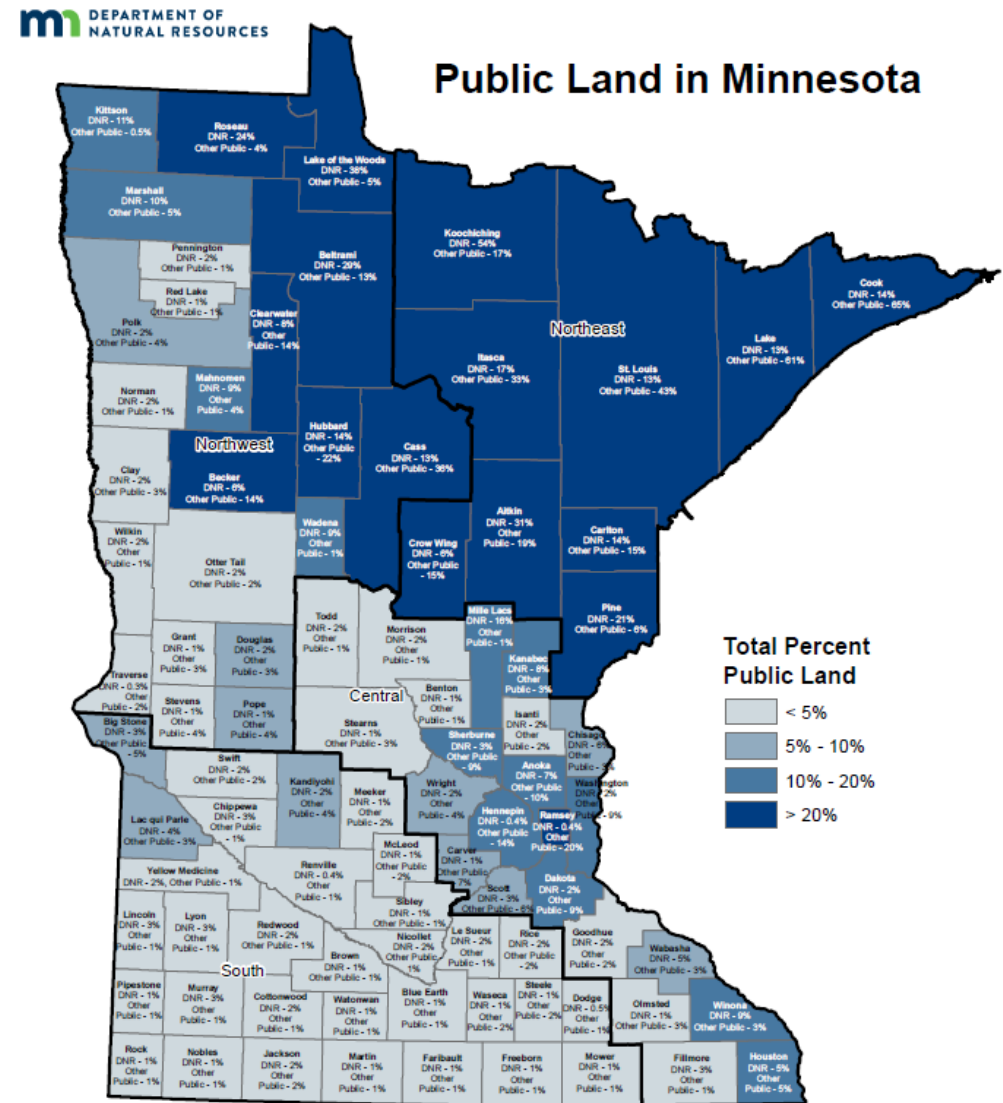 DEPARTMENT OF
NATURAL RESOURCES
Public Land in Minnesota
Kittson
DNR - 11%
Other Public - 0.5%
Roseau
DNR - 24%
Other Public - 4%
Lake of the Woods
DNR - 38%
Other Public - 5%
Marshall
DNR - 10%
Other Public - 5%
Koochiching
DNR - 54%
Other Public - 17%
Pennington
DNR - 2%
Other Public - 1%
Beltrami
DNR - 29%
Other Public - 13%
Cook
DNR - 14%
Other Public - 65%
Red Lake
DNR - 1%
Other Public - 1%
Clearwater
DNR - 8%
Other
Public - 14%
Polk
DNR - 2%
Other Public - 4%
Northeast
Lake
DNR - 13%
Other Public - 61%
Itasca
DNR - 17%
Other Public - 33%
St. Louis
DNR - 13%
Other Public - 43%
Norman
DNR - 2%
Other Public - 1%
Mahnomen
DNR - 9%
Other
Public - 4%
Hubbard
DNR - 14%
Other Public
- 22%
Northwest
Cass
DNR - 13%
Other Public - 36%
Clay
DNR - 2%
Other Public - 3%
Becker
DNR - 6%
Other Public - 14%
Wadena
DNR - 9%
Other
Public - 1%
Aitkin
DNR - 31%
Other
Public - 19%
Wilkin
DNR - 2%
Other
Public - 1%
Otter Tail
DNR - 2%
Other Public - 2%
Crow Wing
DNR - 6%
Other Public
- 15%
Carlton
DNR - 14%
Other Public - 15%
Pine
DNR - 21%
Other Public - 6%
Mille Lacs
DNR - 16%
Other
Public - 1%
Todd
DNR - 2%
Other
Public - 1%
Morrison
DNR - 2%
Other
Public - 1%
Grant
DNR - 1%
Other
Public - 3%
Douglas
DNR - 2%
Other
Public - 3%
Kanabec
DNR - 8%
Other
Public - 3%
Total Percent
Public Land
< 5%
5% - 10%
10% - 20%
> 20%
Traverse
DNR - 0.3%
Other
Public - 2%
Central
Benton
DNR - 1%
Other
Public - 1%
Stevens
DNR - 1%
Other
Public - 4%
Pope
DNR - 1%
Other
Public - 4%
Isanti
DNR - 2%
Other
Public - 2%
Big Stone
DNR - 3%
Other Public
- 5%
Stearns
DNR - 1%
Other Public - 3%
Sherburne
DNR - 3%
Other Public
- 9%
Chisago
DNR - 6%
Other
Public - 3%
Swift
DNR - 2%
Other Public - 2%
Anoka
DNR - 7%
Other Public
- 10%
Kandiyohi
DNR - 2%
Other
Public - 4%
Wright
DNR - 2%
Other
Public - 4%
Washington
DNR - 2%
Other
Public - 9%
Meeker
DNR - 1%
Other
Public - 2%
Chippewa
DNR - 3%
Other Public
- 1%
Hennepin
DNR - 0.4%
Other Public
- 14%
Ramsey
DNR - 0.4%
Other
Public - 20%
Lac qui Parle
DNR - 4%
Other Public - 3%
McLeod
DNR - 1%
Other Public
- 2%
Carver
DNR - 1%
Other Public
- 7%
Yellow Medicine
DNR - 2%, Other Public - 1%
Renville
DNR - 0.4%
Other
Public - 1%
Scott
DNR - 3%
Other Public - 6%
Dakota
DNR - 2%
Other
Public - 9%
Sibley
DNR - 1%
Other Public - 1%
Lincoln
DNR - 3%
Other
Public - 1%
Lyon
DNR - 3%
Other
Public - 1%
Redwood
DNR - 2%
Other Public - 1%
Nicollet
DNR - 2%
Other Public
1%
Le Sueur
DNR - 2%
Other
Public - 1%
Rice
DNR - 2%
Other Public
- 2%
Goodhue
DNR - 2%
Other
Public - 2%
Wabasha
DNR - 5%
Other
Public - 3%
Brown
DNR - 1%
Other Public - 1%
South
Pipestone
DNR - 1%
Other
Public - 1%
Murray
DNR - 3%
Other
Public - 1%
Cottonwood
DNR - 2%
Other
Public - 1%
Watonwan
DNR - 1%
Other
Public - 1%
Blue Earth
DNR - 1%
Other
Public - 1%
Waseca
DNR - 1%
Other
Public - 2%
Steele
DNR - 1%
Other
Public - 2%
Dodge
DNR - 0.5%
Other
Public - 1%
Olmsted
DNR - 1%
Other Public - 3%
Winona
DNR - 9%
Other Public - 3%
Rock
DNR - 1%
Other
Public - 1%
Nobles
DNR - 1%
Other
Public - 1%
Jackson
DNR - 2%
Other
Public - 2%
Martin
DNR - 1%
Other
Public - 1%
Faribault
DNR - 1%
Other
Public - 1%
Freeborn
DNR - 1%
Other
Public - 1%
Mower
DNR - 1%
Other
Public - 1%
Fillmore
DNR - 3%
Other
Public - 1%
Houston
DNR - 5%
Other
Public - 5%